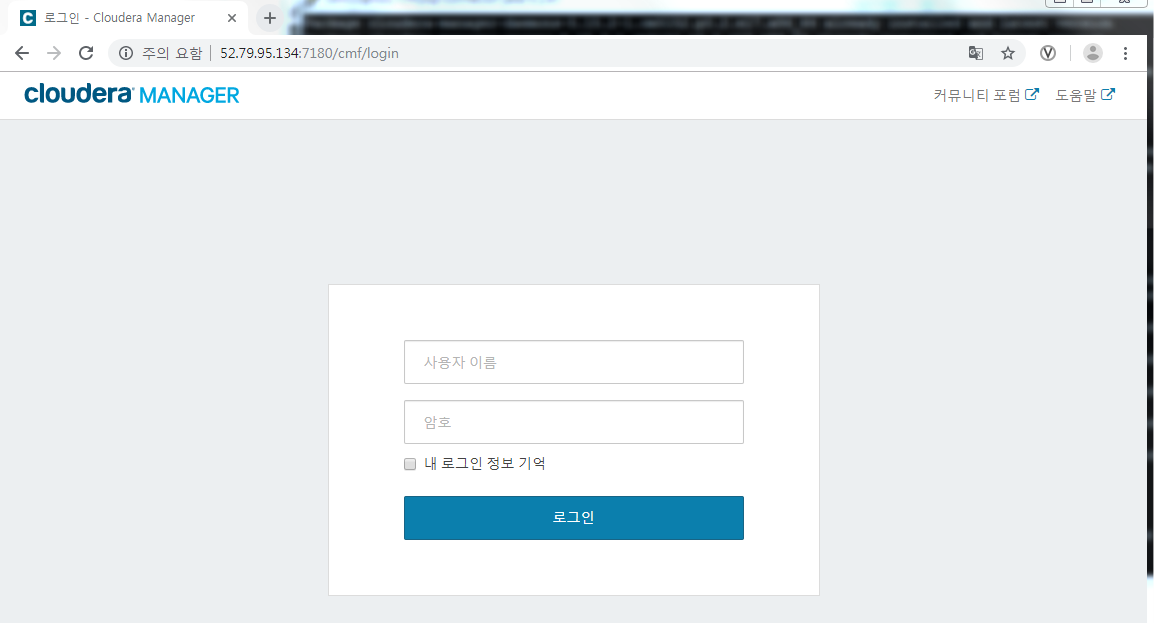 로그인 - Cloudera Manager
주의 요함 52.79.95.134:7180/cmf/login
cloudera MANAGER
커뮤니티 포럼 도움말
사용자 이름
암호
내 로그인 정보 기억
로그인